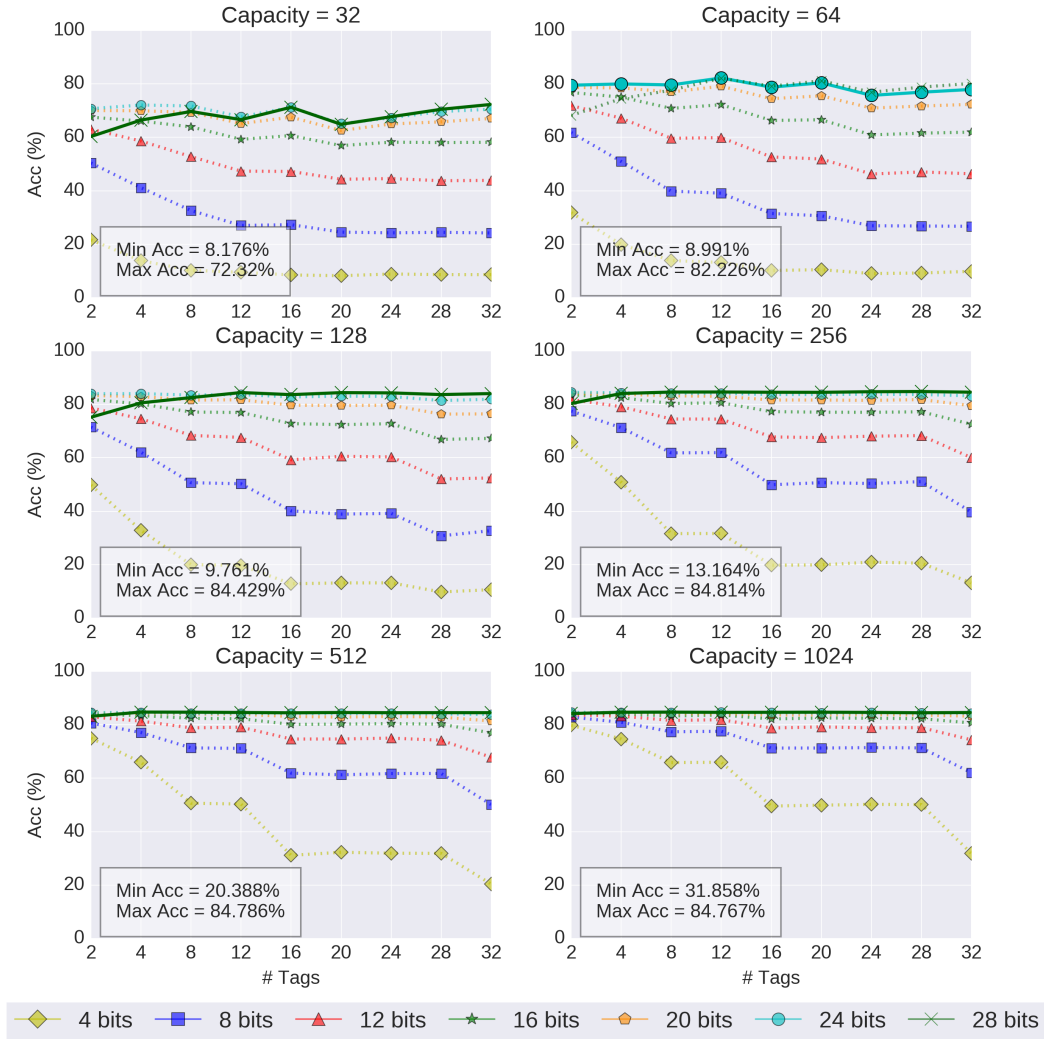 Capacity = 32
Capacity = 64
100
80
60
40
20
0
Acc (%)
Min Acc = 8.176%
Max Acc = 72.32%
2 4 8 12 16 20 24 28 32
100
80
60
40
20
0
Min Acc = 8.991%
Max Acc = 82.226%
2 4 8 12 16 20 24 28 32
Capacity = 128
Capacity = 256
100
80
60
40
20
0
Acc (%)
Min Acc = 9.761%
Max Acc = 84.429%
2 4 8 12 16 20 24 28 32
100
80
60
40
20
0
Min Acc = 13.164%
Max Acc = 84.814%
2 4 8 12 16 20 24 28 32
Capacity = 512
Capacity = 1024
100
80
60
40
20
0
Acc (%)
Min Acc = 20.388%
Max Acc = 84.786%
2 4 8 12 16 20 24 28 32
# Tags
100
80
60
40
20
0
Min Acc = 31.858%
Max Acc = 84.767%
2 4 8 12 16 20 24 28 32
# Tags
4 bits 8 bits 12 bits 16 bits 20 bits 24 bits 28 bits